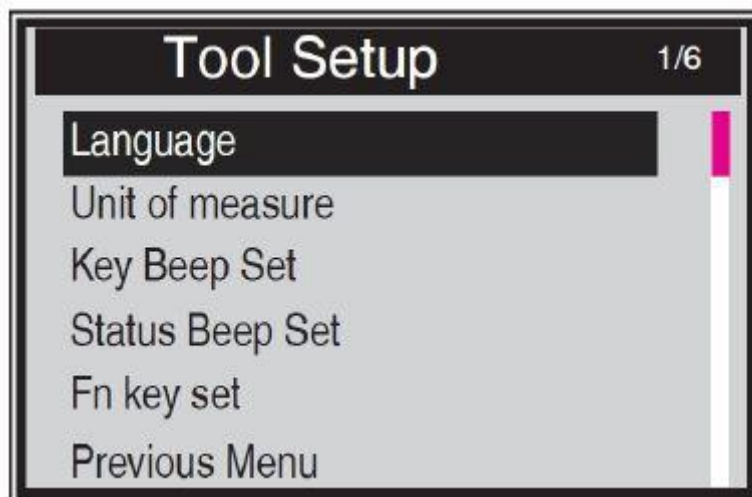 Tool Setup 1/6
Language
Unit of measure
Key Beep Set
Status Beep Set
Fn key set
Previous Menu